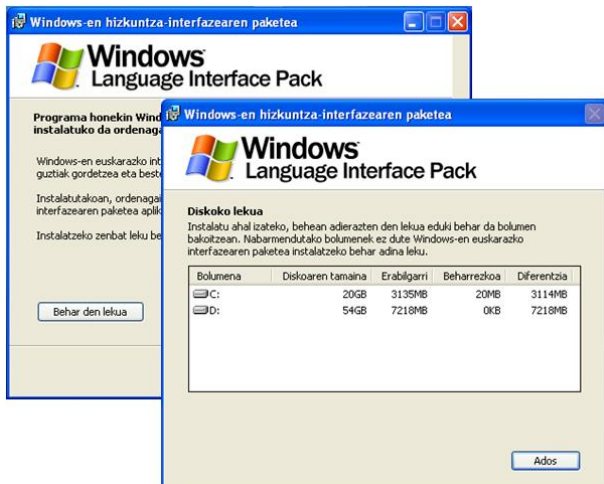 Windows-en hizkuntza-interfazearen paketea
Windows
Language Interface Pack
Programa honekin Wind
instalatuko da ordenaga
Windows-en euskarazko int
guztiak gordetzea eta beste
Instalatutakoan, ordenagai
interfazearen paketea aplik
Instalatzeko zenbat leku be
Behar den lekua
Windows-en hizkuntza-interfazearen paketea
Windows
Language Interface Pack
Diskoko lekua
Instalatu ahal izateko, behean adierazten den lekua eduki behar da bolumen
bakoitzean. Nabarmendutako bolumenek ez dute Windows-en euskarazko
interfazearen paketea instalatzeko behar adina leku.
Bolumena Diskoaren tamaina Erabilgarri Beharrezkoa Diferentzia
C: 20GB 3135MB 20MB 3114MB
D: 54GB 7218MB 0KB 7218MB
Ados